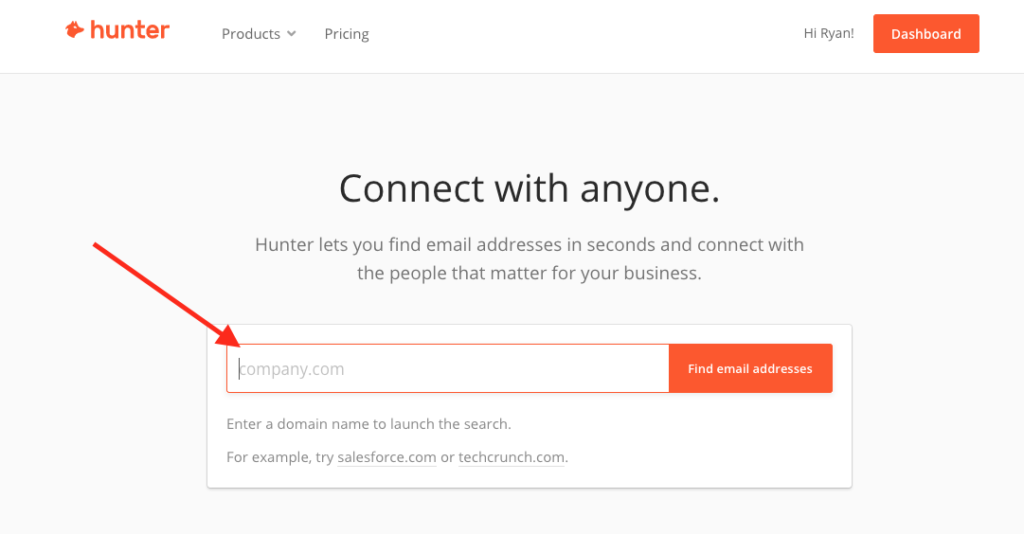 hunter
Products
Pricing
Hi Ryan!
Dashboard
Connect with anyone.
Hunter lets you find email addresses in seconds and connect with
the people that matter for your business.
company.com
Find email addresses
Enter a domain name to launch the search.
For example, try salesforce.com or techcrunch.com.